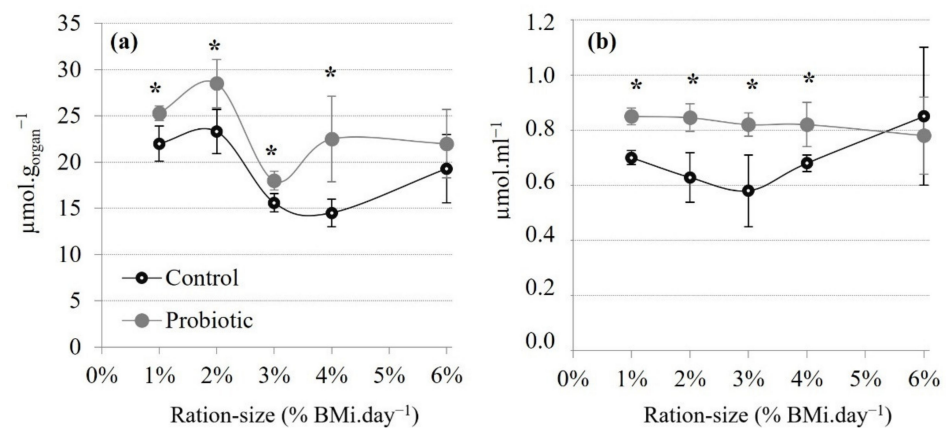 (a)
μmol.g_organ⁻¹
35
30
25
20
15
10
5
0
* * * *
Control
Probiotic
0% 1% 2% 3% 4% 6%
Ration-size (% BMi.day⁻¹)
(b)
μmol.ml⁻¹
1.2
1.0
0.8
0.6
0.4
0.2
0.0
* * * *
0% 1% 2% 3% 4% 6%
Ration-size (% BMi.day⁻¹)